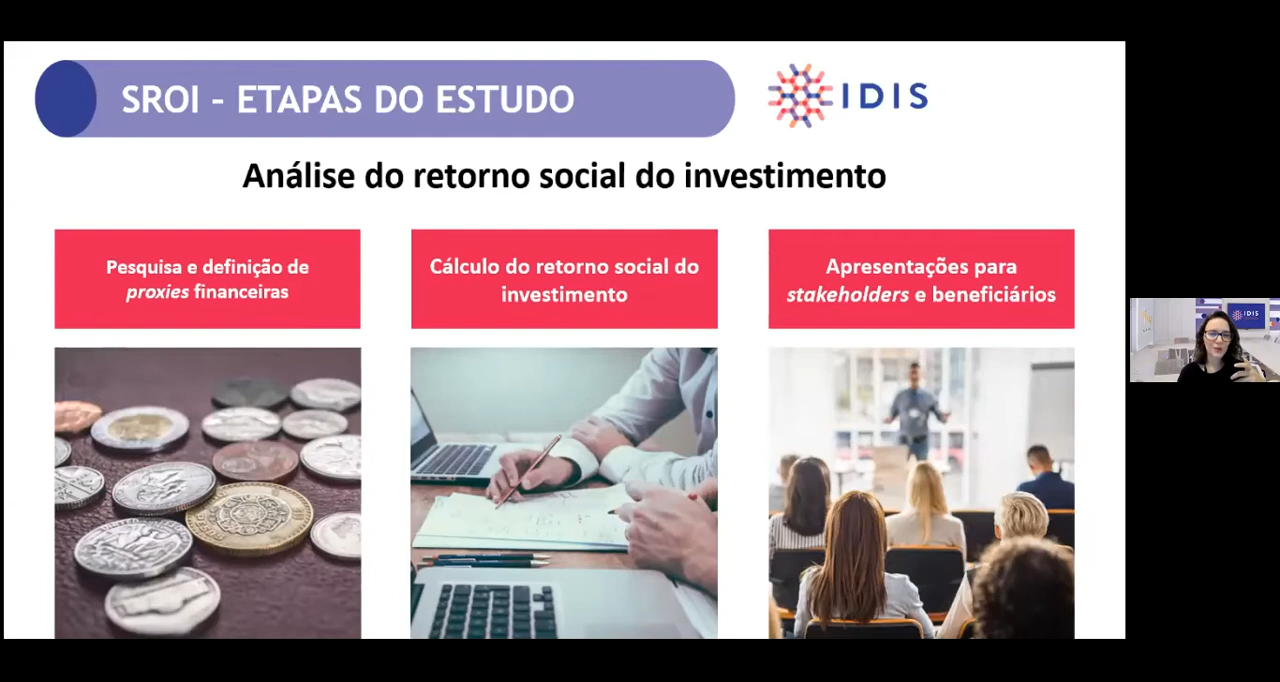 SROI - ETAPAS DO ESTUDO
IDIS
Análise do retorno social do investimento
Pesquisa e definição de
proxies financeiras
Cálculo do retorno social do
investimento
Apresentações para
stakeholders e beneficiários
IDIS